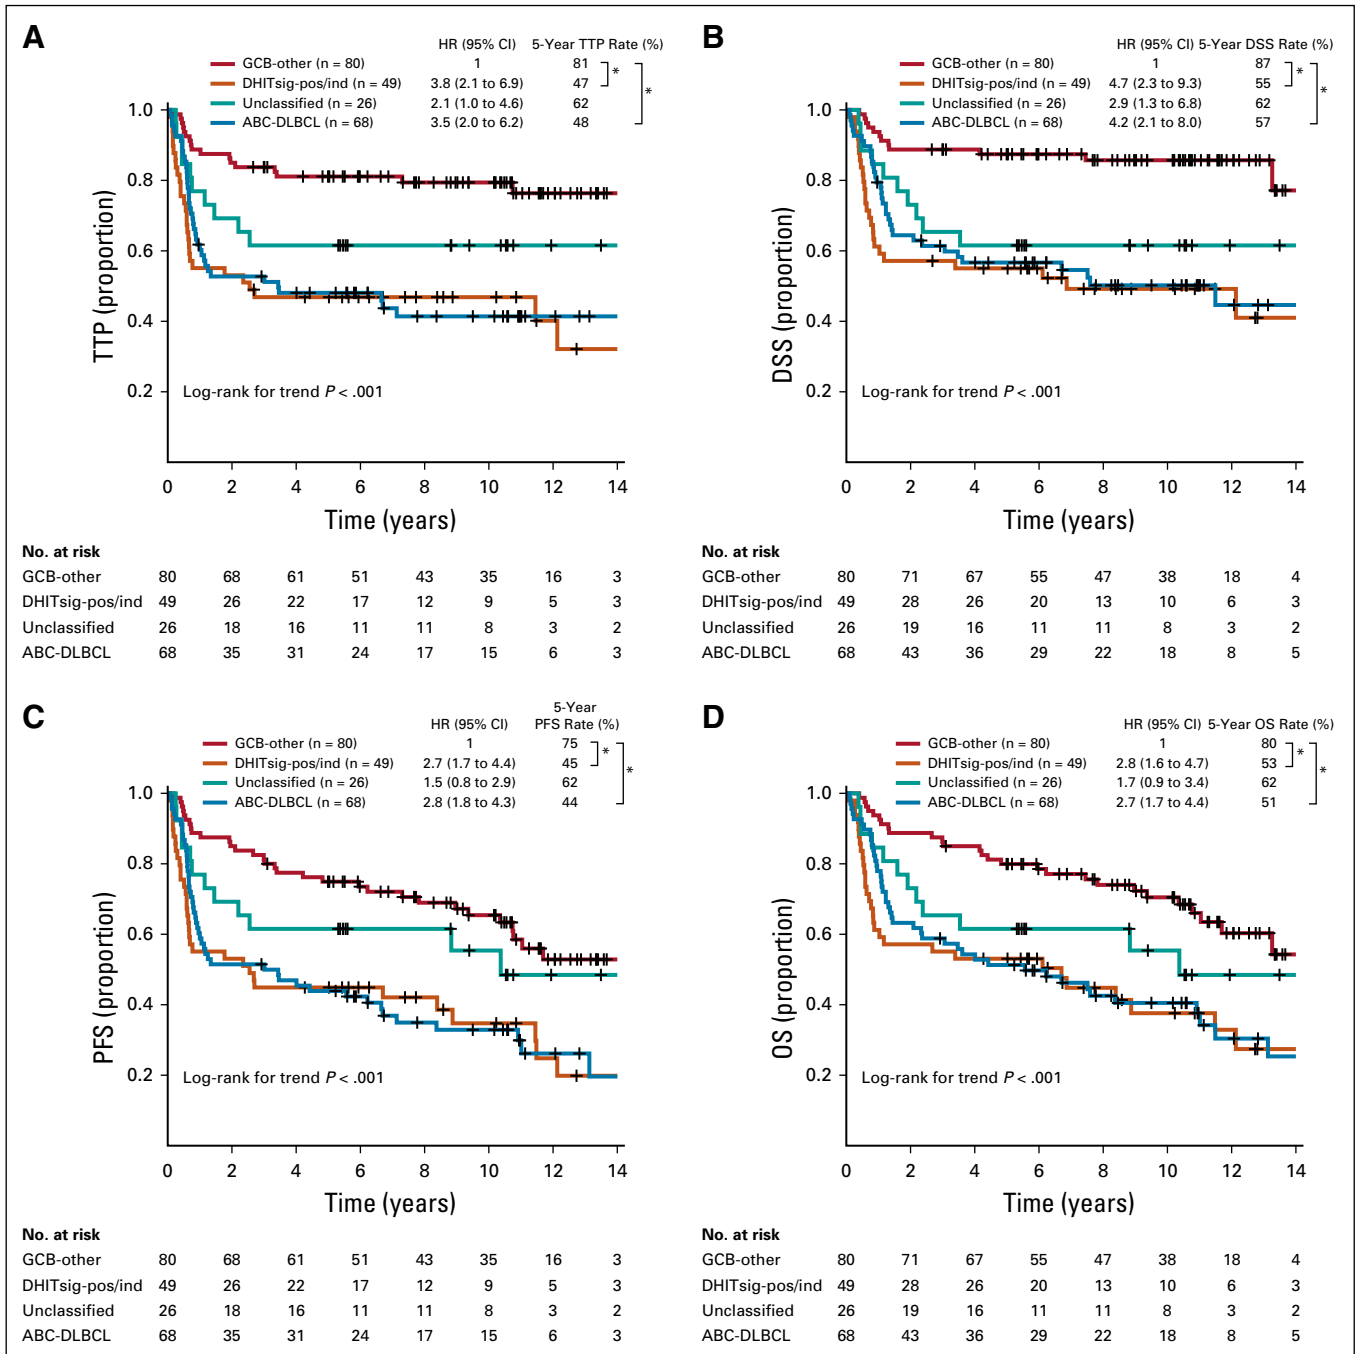 A
HR (95% CI) 5-Year TTP Rate (%)
GCB-other (n = 80) 1 81
DHITsig-pos/ind (n = 49) 3.8 (2.1 to 6.9) 47 *
Unclassified (n = 26) 2.1 (1.0 to 4.6) 62 *
ABC-DLBCL (n = 68) 3.5 (2.0 to 6.2) 48
1.0
0.8
0.6
0.4
0.2
TTP (proportion)
Log-rank for trend P < .001
0 2 4 6 8 10 12 14
Time (years)
No. at risk
GCB-other 80 68 61 51 43 35 16 3
DHITsig-pos/ind 49 26 22 17 12 9 5 3
Unclassified 26 18 16 11 11 8 3 2
ABC-DLBCL 68 35 31 24 17 15 6 3
B
HR (95% CI) 5-Year DSS Rate (%)
GCB-other (n = 80) 1 87
DHITsig-pos/ind (n = 49) 4.7 (2.3 to 9.3) 55 *
Unclassified (n = 26) 2.9 (1.3 to 6.8) 62 *
ABC-DLBCL (n = 68) 4.2 (2.1 to 8.0) 57
1.0
0.8
0.6
0.4
0.2
DSS (proportion)
Log-rank for trend P < .001
0 2 4 6 8 10 12 14
Time (years)
No. at risk
GCB-other 80 71 67 55 47 38 18 4
DHITsig-pos/ind 49 28 26 20 13 10 6 3
Unclassified 26 19 16 11 11 8 3 2
ABC-DLBCL 68 43 36 29 22 18 8 5
C
5-Year
HR (95% CI) PFS Rate (%)
GCB-other (n = 80) 1 75
DHITsig-pos/ind (n = 49) 2.7 (1.7 to 4.4) 45 *
Unclassified (n = 26) 1.5 (0.8 to 2.9) 62 *
ABC-DLBCL (n = 68) 2.8 (1.8 to 4.3) 44
1.0
0.8
0.6
0.4
0.2
PFS (proportion)
Log-rank for trend P < .001
0 2 4 6 8 10 12 14
Time (years)
No. at risk
GCB-other 80 68 61 51 43 35 16 3
DHITsig-pos/ind 49 26 22 17 12 9 5 3
Unclassified 26 18 16 11 11 8 3 2
ABC-DLBCL 68 35 31 24 17 15 6 3
D
HR (95% CI) 5-Year OS Rate (%)
GCB-other (n = 80) 1 80
DHITsig-pos/ind (n = 49) 2.8 (1.6 to 4.7) 53 *
Unclassified (n = 26) 1.7 (0.9 to 3.4) 62 *
ABC-DLBCL (n = 68) 2.7 (1.7 to 4.4) 51
1.0
0.8
0.6
0.4
0.2
OS (proportion)
Log-rank for trend P < .001
0 2 4 6 8 10 12 14
Time (years)
No. at risk
GCB-other 80 71 67 55 47 38 18 4
DHITsig-pos/ind 49 28 26 20 13 10 6 3
Unclassified 26 19 16 11 11 8 3 2
ABC-DLBCL 68 43 36 29 22 18 8 5